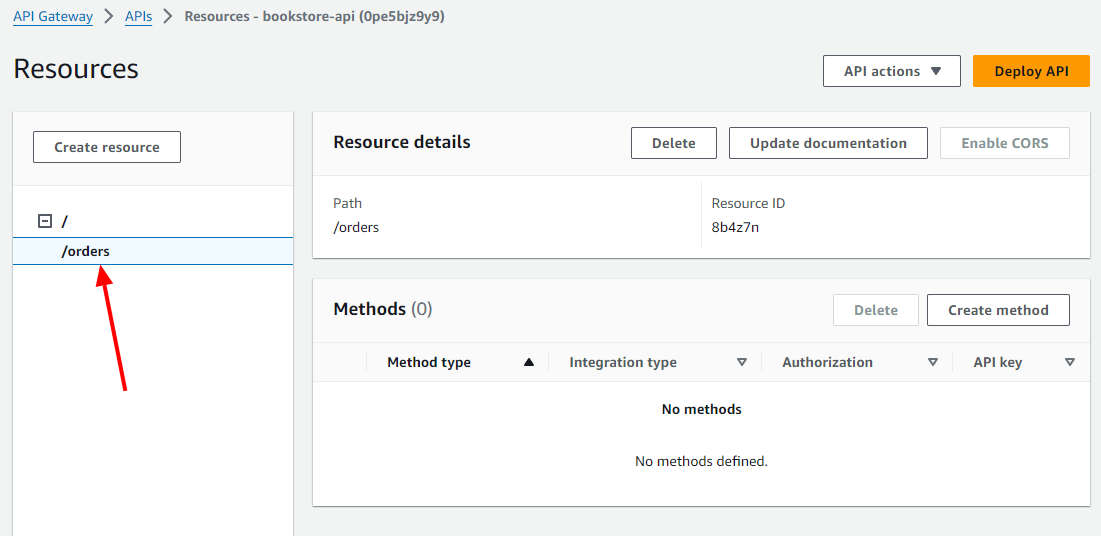 API Gateway > APIs > Resources - bookstore-api (0pe5bjz9y9)
Resources
API actions ▼
Deploy API
Create resource
/
/orders
Resource details
Delete
Update documentation
Enable CORS
Path
/orders
Resource ID
8b4z7n
Methods (0)
Delete
Create method
Method type
Integration type
Authorization
API key
No methods
No methods defined.